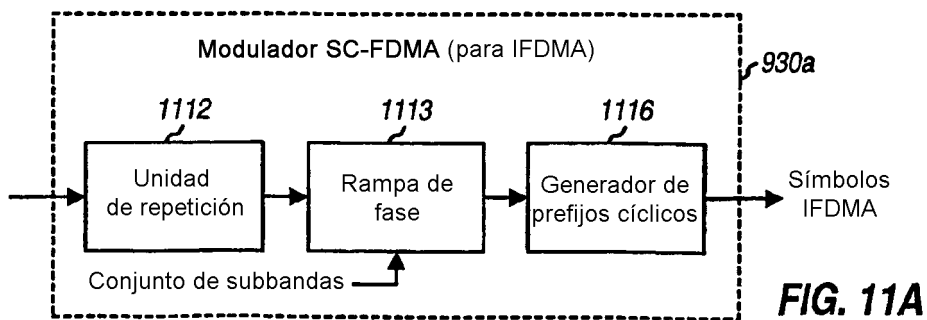 Modulador SC-FDMA (para IFDMA)
930a
1112
1113
1116
Unidad
de repetición
Rampa de
fase
Generador de
prefijos cíclicos
Símbolos
IFDMA
Conjunto de subbandas
FIG. 11A